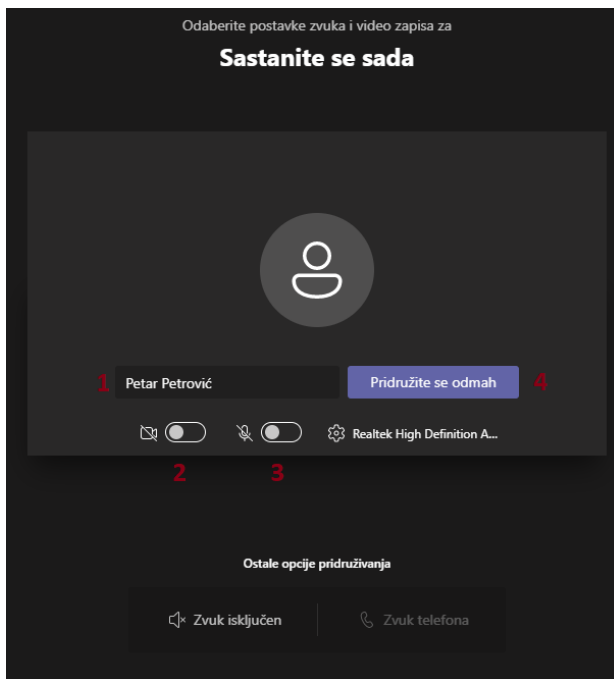 Odaberite postavke zvuka i video zapisa za
Sastanite se sada
1 Petar Petrović Pridružite se odmah 4
Realtek High Definition A...
2 3
Ostale opcije pridruživanja
Zvuk isključen Zvuk telefona